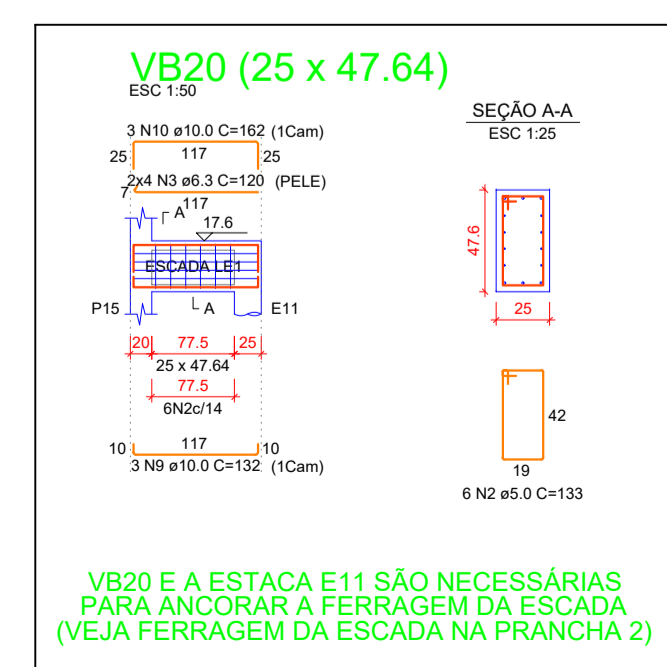 VB20 (25 x 47.64)
ESC 1:50
3 N10 ø10.0 C=162 (1Cam)
25 117 25
2x4 N3 ø6.3 C=120 (PELE)
7 117
A 17.6
ESCADA LE1
P15 A E11
20 77.5 25
25 x 47.64
77.5
6N2c/14
10 117 10
3 N9 ø10.0 C=132 (1Cam)
SEÇÃO A-A
ESC 1:25
47.6
25
42
19
6 N2 ø5.0 C=133
VB20 E A ESTACA E11 SÃO NECESSÁRIAS
PARA ANCORAR A FERRAGEM DA ESCADA
(VEJA FERRAGEM DA ESCADA NA PRANCHA 2)